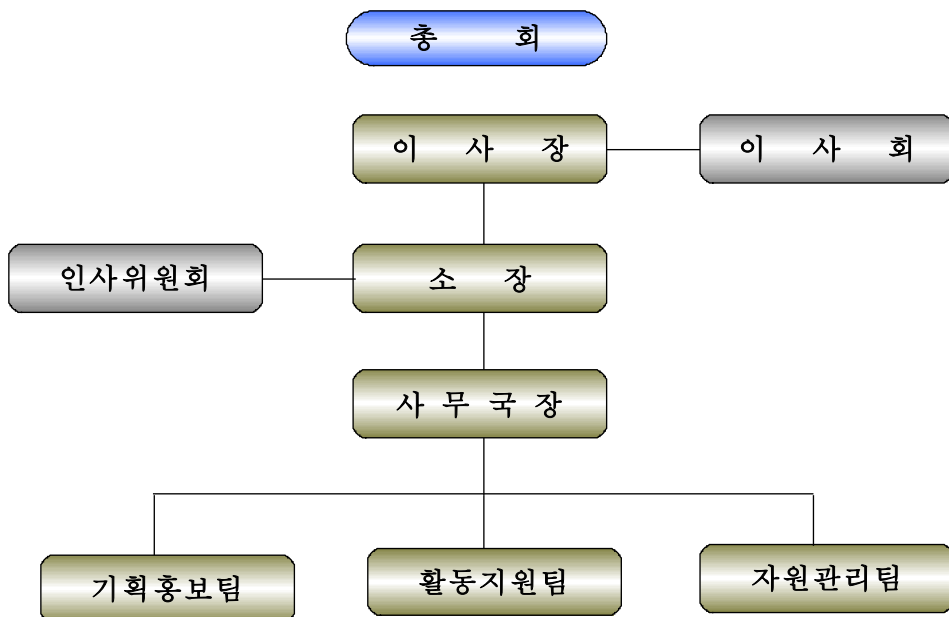 총 회
이 사 장
이 사 회
인사위원회
소 장
사 무 국 장
기획홍보팀
활동지원팀
자원관리팀